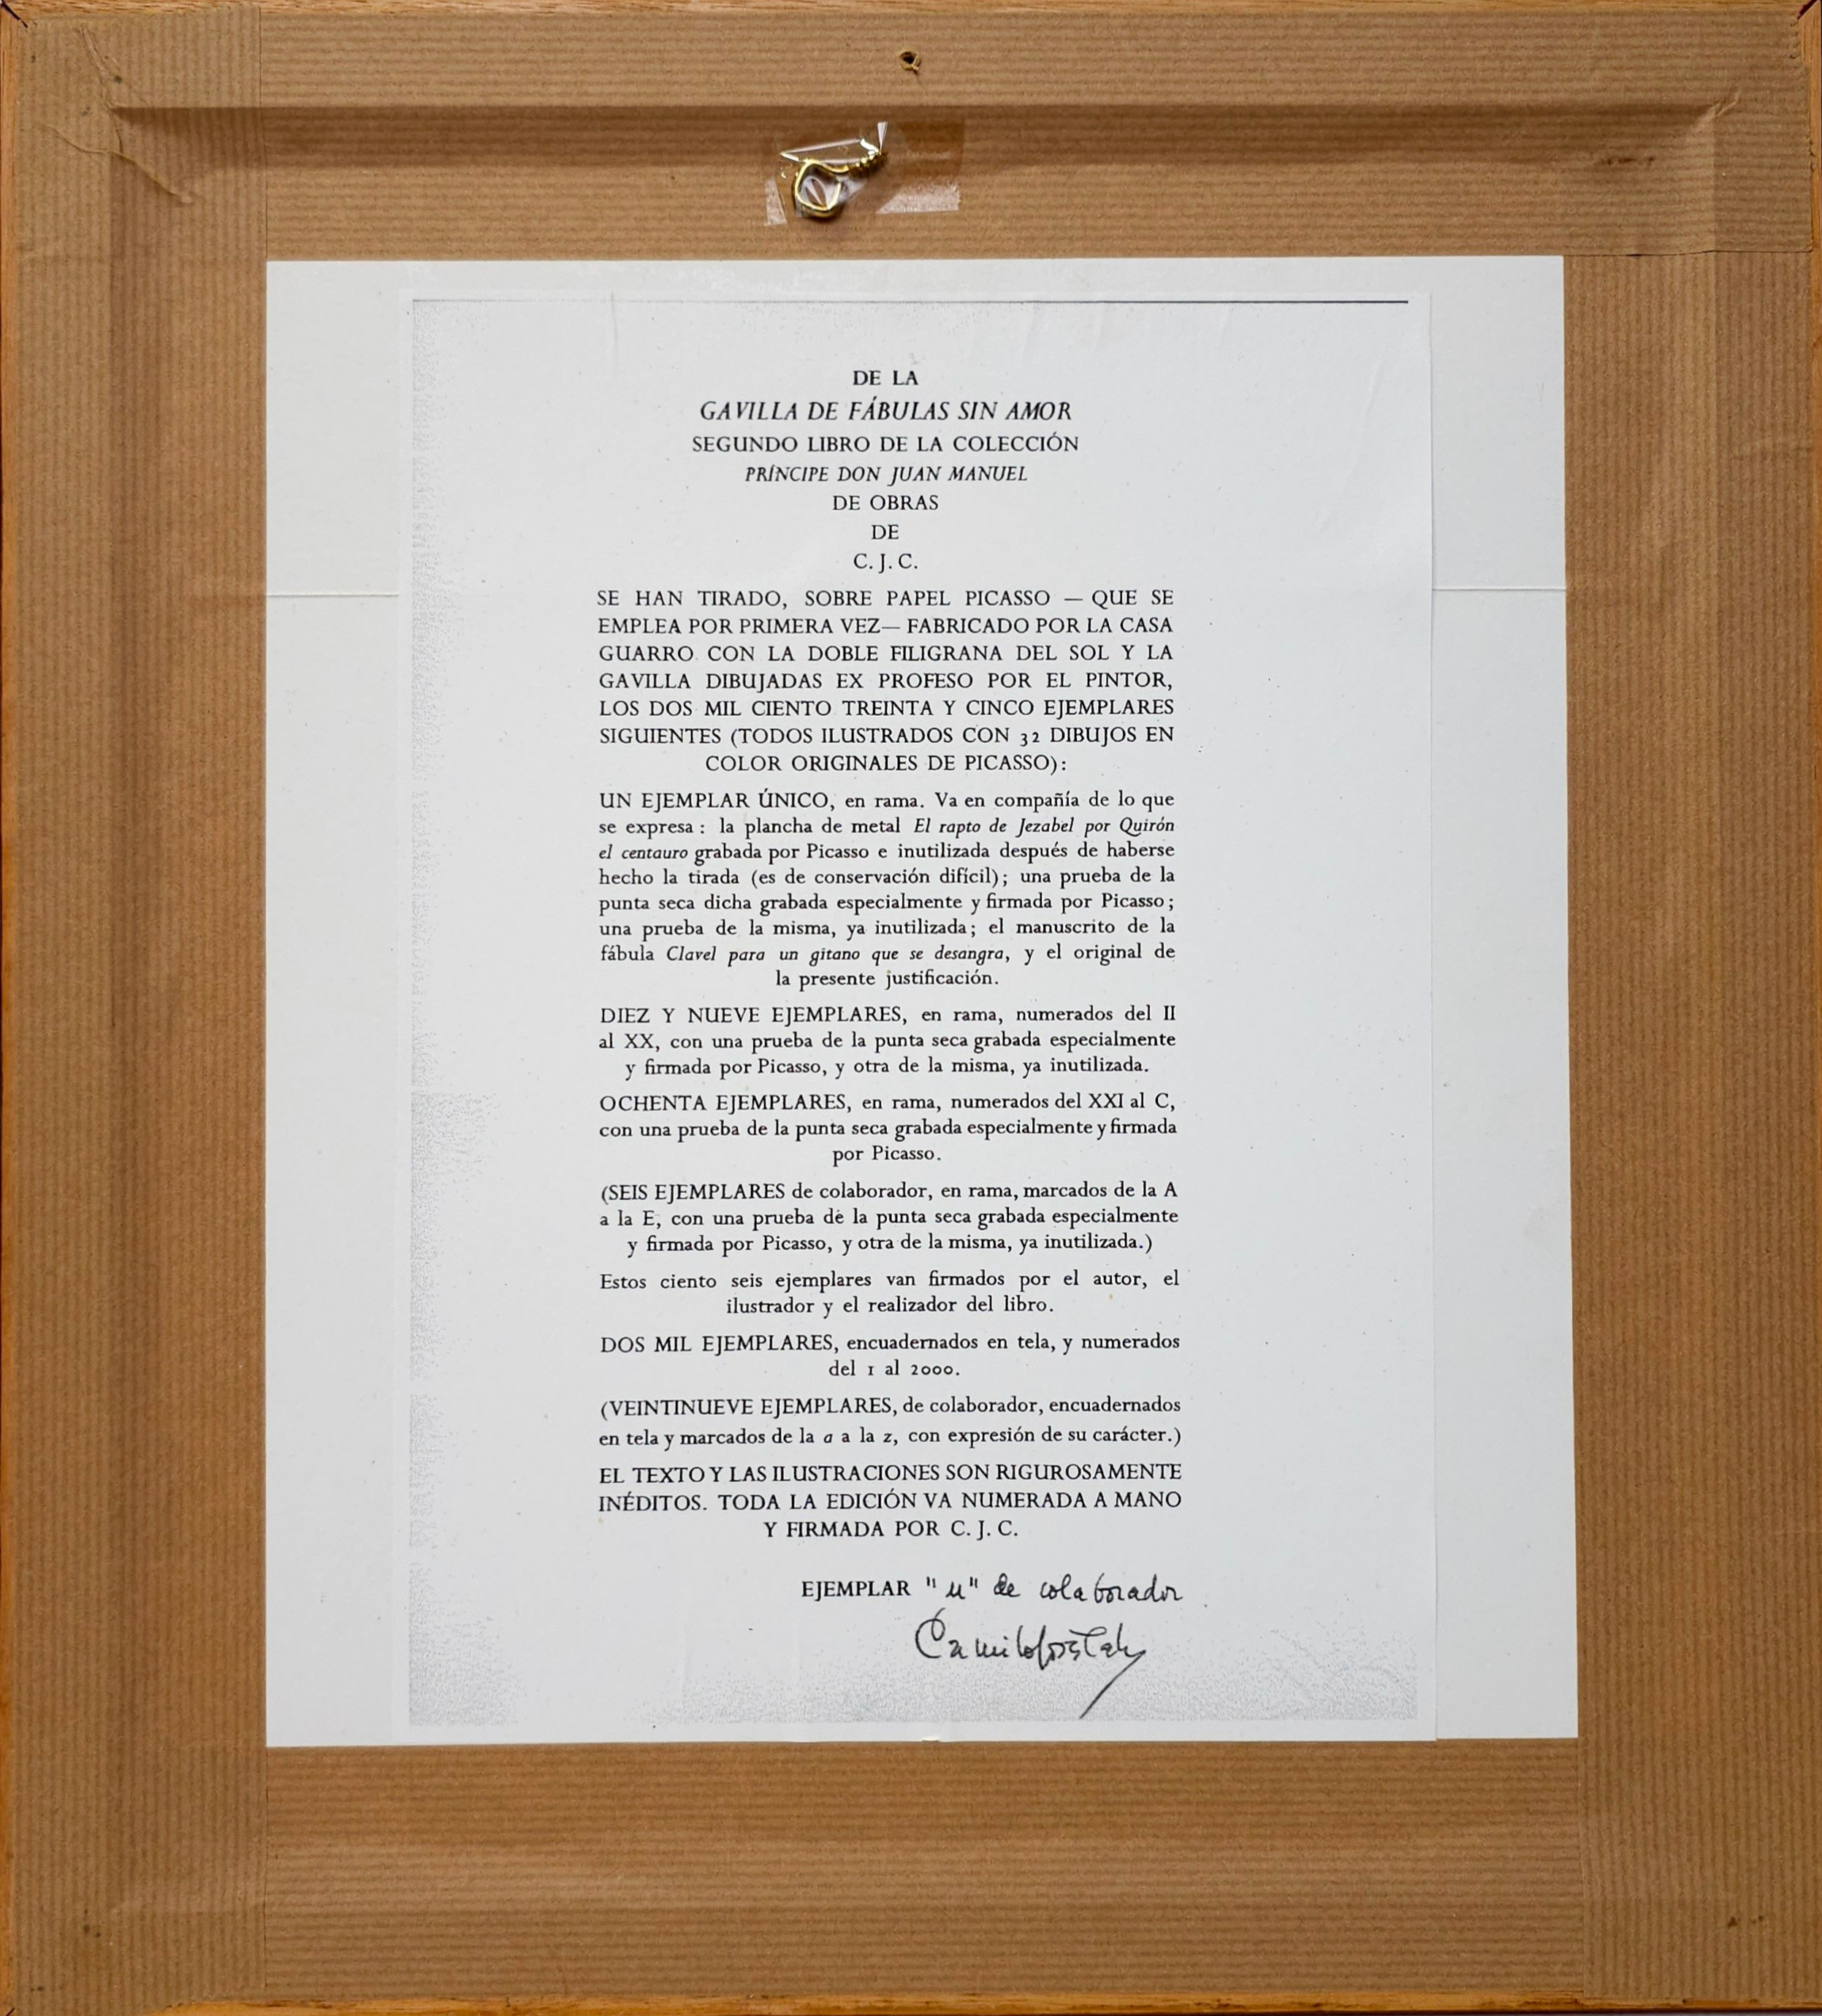 DE LA
GAVILLA DE FÁBULAS SIN AMOR
SEGUNDO LIBRO DE LA COLECCIÓN
PRÍNCIPE DON JUAN MANUEL
DE OBRAS
DE
C. J. C.
SE HAN TIRADO, SOBRE PAPEL PICASSO — QUE SE
EMPLEA POR PRIMERA VEZ— FABRICADO POR LA CASA
GUARRO CON LA DOBLE FILIGRANA DEL SOL Y LA
GAVILLA DIBUJADAS EX PROFESO POR EL PINTOR,
LOS DOS MIL CIENTO TREINTA Y CINCO EJEMPLARES
SIGUIENTES (TODOS ILUSTRADOS CON 32 DIBUJOS EN
COLOR ORIGINALES DE PICASSO):
UN EJEMPLAR ÚNICO, en rama. Va en compañía de lo que
se expresa : la plancha de metal El rapto de Jezabel por Quirón
el centauro grabada por Picasso e inutilizada después de haberse
hecho la tirada (es de conservación difícil); una prueba de la
punta seca dicha grabada especialmente y firmada por Picasso;
una prueba de la misma, ya inutilizada; el manuscrito de la
fábula Clavel para un gitano que se desangra, y el original de
la presente justificación.
DIEZ Y NUEVE EJEMPLARES, en rama, numerados del II
al XX, con una prueba de la punta seca grabada especialmente
y firmada por Picasso, y otra de la misma, ya inutilizada.
OCHENTA EJEMPLARES, en rama, numerados del XXI al C,
con una prueba de la punta seca grabada especialmente y firmada
por Picasso.
(SEIS EJEMPLARES de colaborador, en rama, marcados de la A
a la E, con una prueba de la punta seca grabada especialmente
y firmada por Picasso, y otra de la misma, ya inutilizada.)
Estos ciento seis ejemplares van firmados por el autor, el
ilustrador y el realizador del libro.
DOS MIL EJEMPLARES, encuadernados en tela, y numerados
del 1 al 2000.
(VEINTINUEVE EJEMPLARES, de colaborador, encuadernados
en tela y marcados de la a a la z, con expresión de su carácter.)
EL TEXTO Y LAS ILUSTRACIONES SON RIGUROSAMENTE
INÉDITOS. TODA LA EDICIÓN VA NUMERADA A MANO
Y FIRMADA POR C. J. C.
EJEMPLAR "u" de colaborador
Camilo José Cela